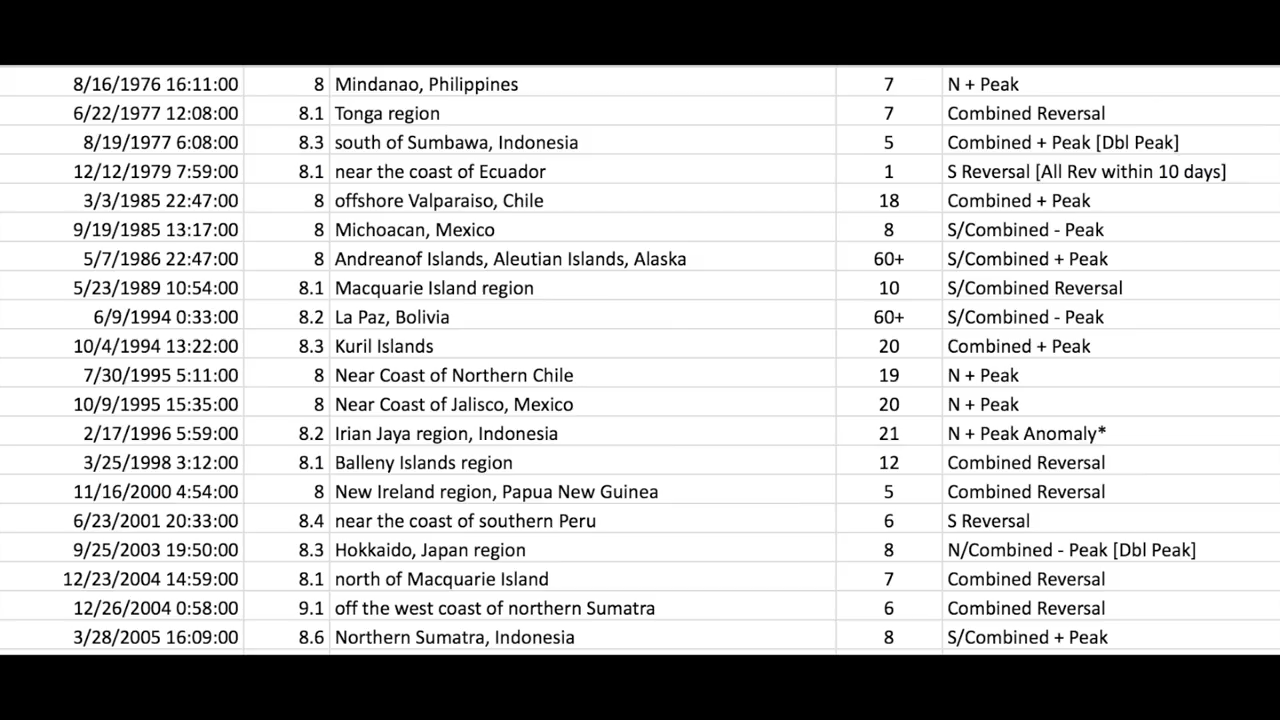 8/16/1976 16:11:00 8 Mindanao, Philippines 7 N + Peak
6/22/1977 12:08:00 8.1 Tonga region 7 Combined Reversal
8/19/1977 6:08:00 8.3 south of Sumbawa, Indonesia 5 Combined + Peak [Dbl Peak]
12/12/1979 7:59:00 8.1 near the coast of Ecuador 1 S Reversal [All Rev within 10 days]
3/3/1985 22:47:00 8 offshore Valparaiso, Chile 18 Combined + Peak
9/19/1985 13:17:00 8 Michoacan, Mexico 8 S/Combined - Peak
5/7/1986 22:47:00 8 Andreanof Islands, Aleutian Islands, Alaska 60+ S/Combined + Peak
5/23/1989 10:54:00 8.1 Macquarie Island region 10 S/Combined Reversal
6/9/1994 0:33:00 8.2 La Paz, Bolivia 60+ S/Combined - Peak
10/4/1994 13:22:00 8.3 Kuril Islands 20 Combined + Peak
7/30/1995 5:11:00 8 Near Coast of Northern Chile 19 N + Peak
10/9/1995 15:35:00 8 Near Coast of Jalisco, Mexico 20 N + Peak
2/17/1996 5:59:00 8.2 Irian Jaya region, Indonesia 21 N + Peak Anomaly*
3/25/1998 3:12:00 8.1 Balleny Islands region 12 Combined Reversal
11/16/2000 4:54:00 8 New Ireland region, Papua New Guinea 5 Combined Reversal
6/23/2001 20:33:00 8.4 near the coast of southern Peru 6 S Reversal
9/25/2003 19:50:00 8.3 Hokkaido, Japan region 8 N/Combined - Peak [Dbl Peak]
12/23/2004 14:59:00 8.1 north of Macquarie Island 7 Combined Reversal
12/26/2004 0:58:00 9.1 off the west coast of northern Sumatra 6 Combined Reversal
3/28/2005 16:09:00 8.6 Northern Sumatra, Indonesia 8 S/Combined + Peak